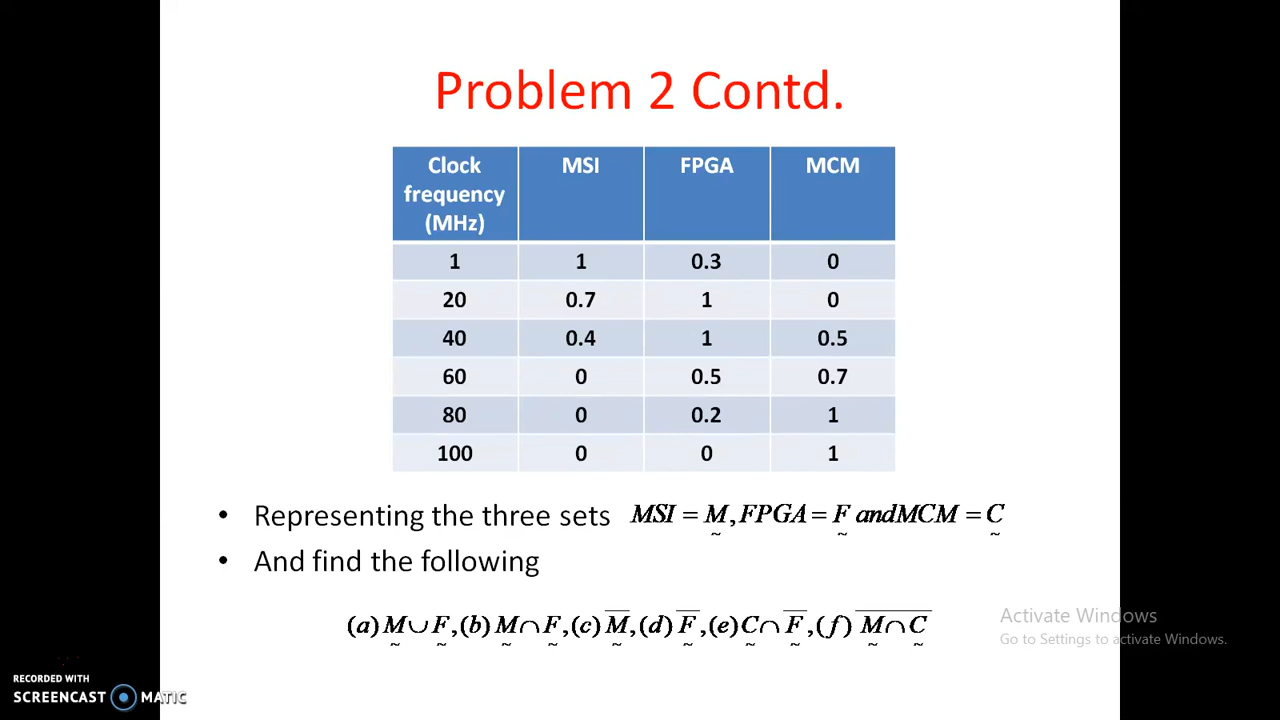 Problem 2 Contd.
Clock frequency (MHz) MSI FPGA MCM
1 1 0.3 0
20 0.7 1 0
40 0.4 1 0.5
60 0 0.5 0.7
80 0 0.2 1
100 0 0 1
• Representing the three sets MSI = M̰, FPGA = F̰ andMCM = C̰
• And find the following
(a) M̰ ∪ F̰, (b) M̰ ∩ F̰, (c) M̰̅, (d) F̰̅, (e) C̰ ∩ F̰̅, (f) \overline{M̰ ∩ C̰}
Activate Windows
Go to Settings to activate Windows.
RECORDED WITH
SCREENCAST MATIC